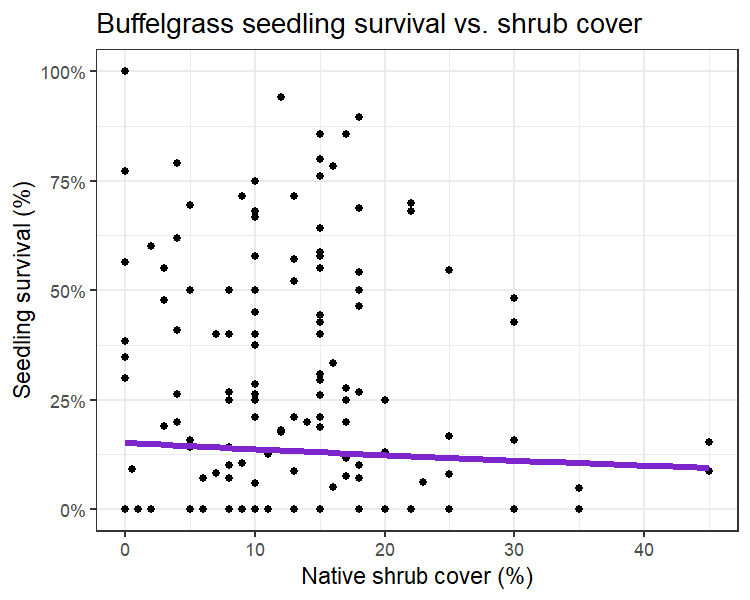 Buffelgrass seedling survival vs. shrub cover
Seedling survival (%)
100%
75%
50%
25%
0%
0 10 20 30 40
Native shrub cover (%)